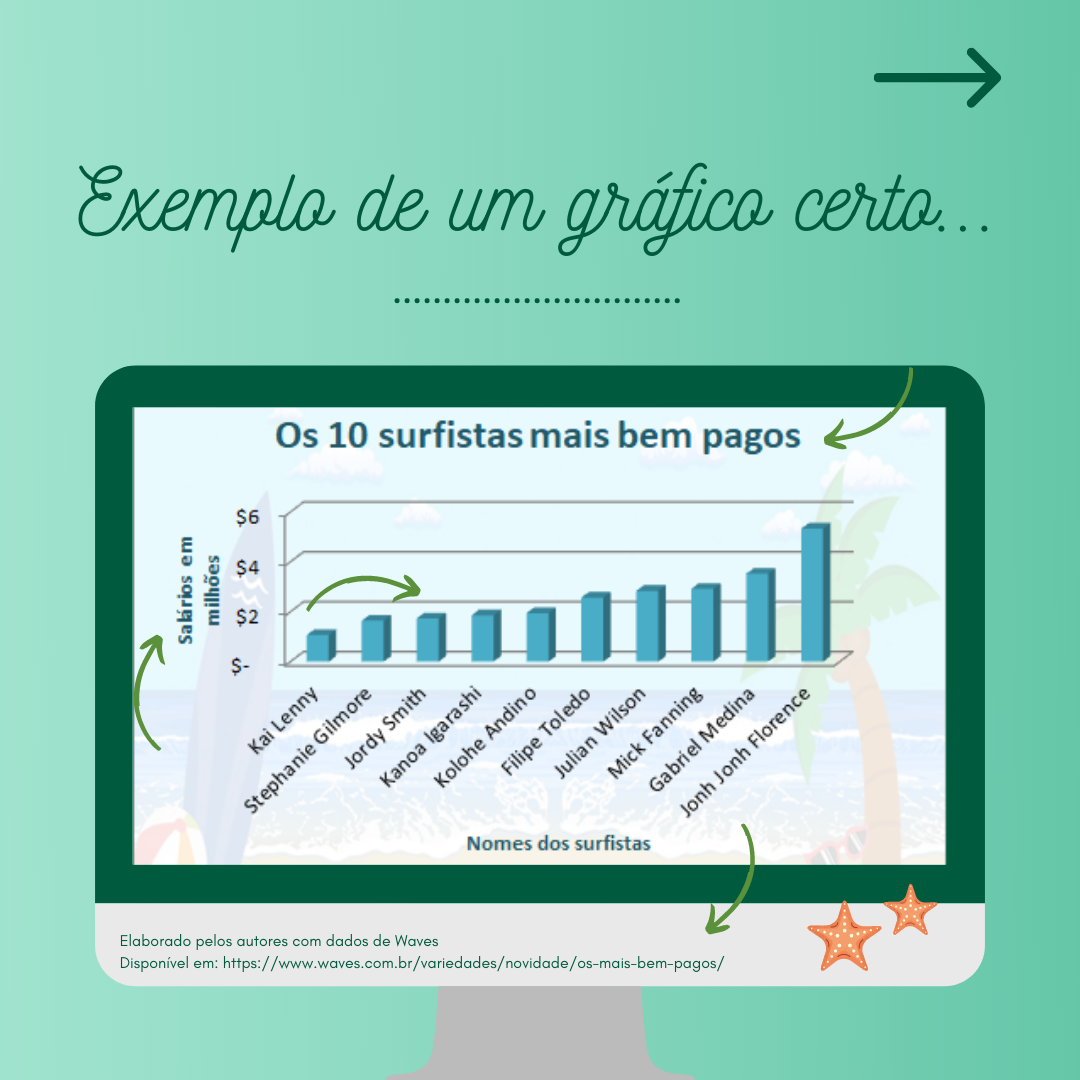 Exemplo de um gráfico certo...
Os 10 surfistas mais bem pagos
Salários em
milhões
$6
$4
$2
$-
Kai Lenny
Stephanie Gilmore
Jordy Smith
Kanoa Igarashi
Kolohe Andino
Filipe Toledo
Julian Wilson
Mick Fanning
Gabriel Medina
Jonh Jonh Florence
Nomes dos surfistas
Elaborado pelos autores com dados de Waves
Disponível em: https://www.waves.com.br/variedades/novidade/os-mais-bem-pagos/